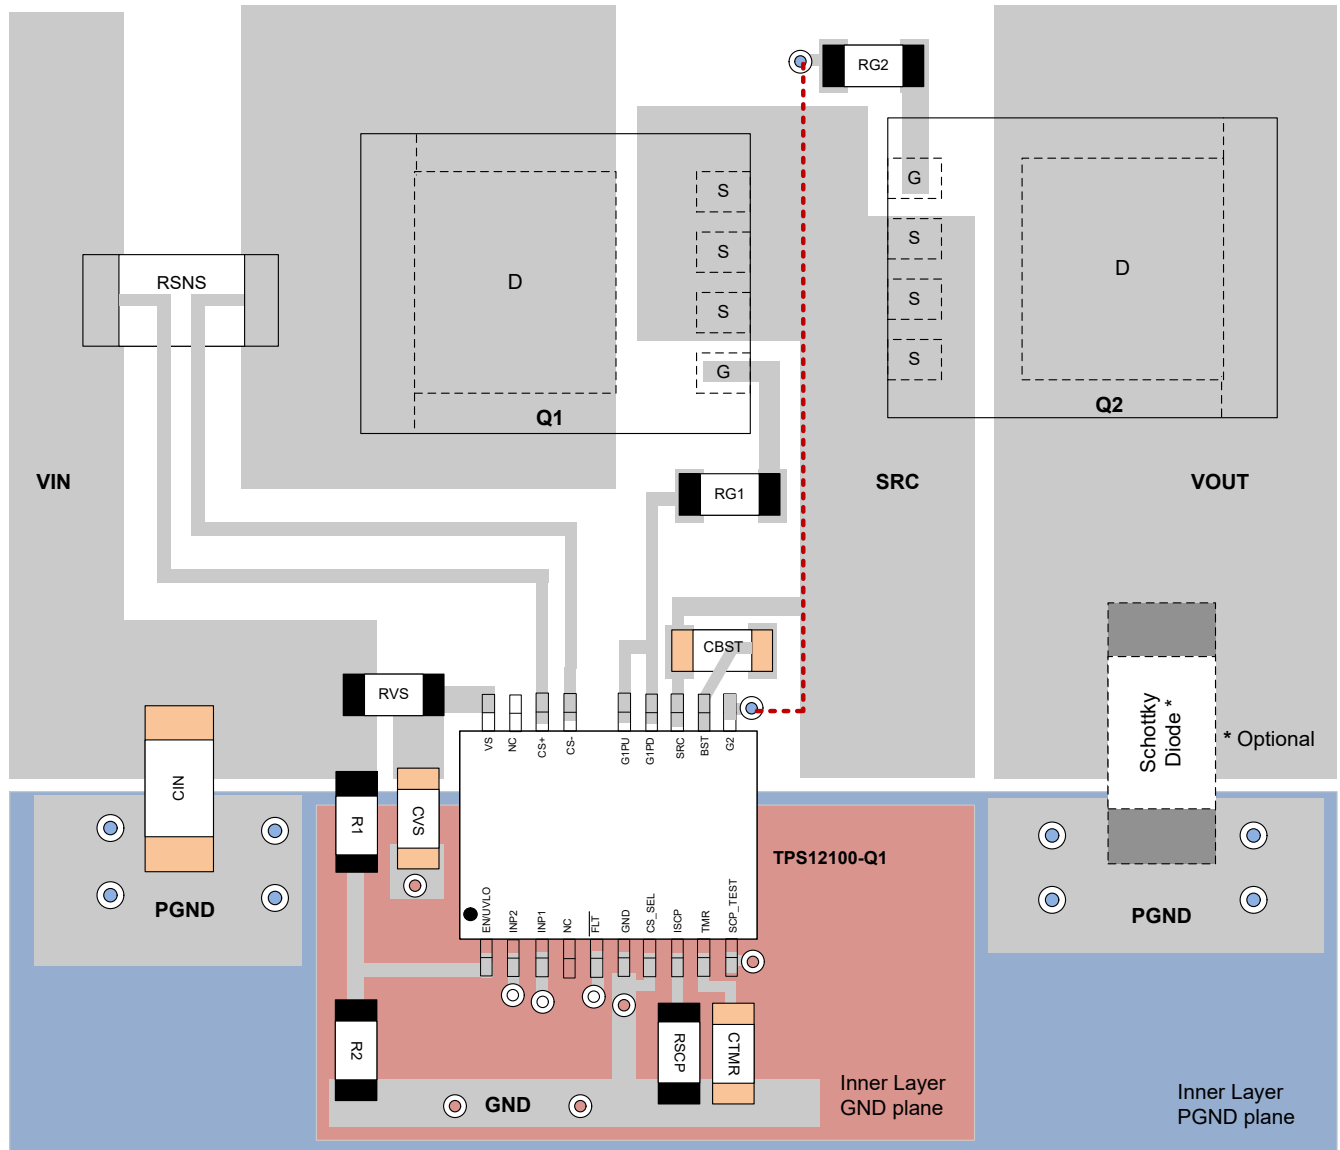 RG2
G
S
S
S
S
S
S
G
D
D
RSNS
Q1
Q2
VIN
SRC
VOUT
RG1
CBST
RVS
VS
NC
CS+
CS-
G1PU
G1PD
SRC
BST
G2
Schottky
Diode *
* Optional
CIN
R1
CVS
TPS12100-Q1
EN/UVLO
INP2
INP1
NC
FLT
GND
CS_SEL
ISCP
TMR
SCP_TEST
PGND
PGND
R2
RSCP
CTMR
GND
Inner Layer
GND plane
Inner Layer
PGND plane